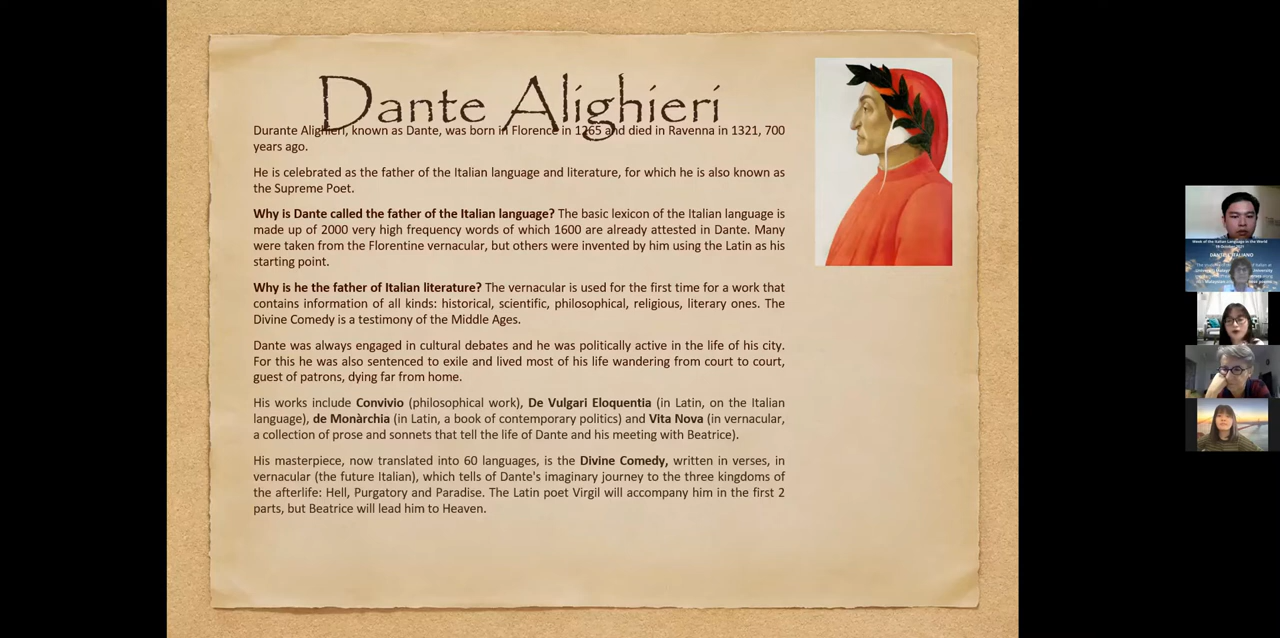 Dante Alighieri
Durante Alighieri, known as Dante, was born in Florence in 1265 and died in Ravenna in 1321, 700
years ago.
He is celebrated as the father of the Italian language and literature, for which he is also known as
the Supreme Poet.
Why is Dante called the father of the Italian language? The basic lexicon of the Italian language is
made up of 2000 very high frequency words of which 1600 are already attested in Dante. Many
were taken from the Florentine vernacular, but others were invented by him using the Latin as his
starting point.
Why is he the father of Italian literature? The vernacular is used for the first time for a work that
contains information of all kinds: historical, scientific, philosophical, religious, literary ones. The
Divine Comedy is a testimony of the Middle Ages.
Dante was always engaged in cultural debates and he was politically active in the life of his city.
For this he was also sentenced to exile and lived most of his life wandering from court to court,
guest of patrons, dying far from home.
His works include Convivio (philosophical work), De Vulgari Eloquentia (in Latin, on the Italian
language), de Monàrchia (in Latin, a book of contemporary politics) and Vita Nova (in vernacular,
a collection of prose and sonnets that tell the life of Dante and his meeting with Beatrice).
His masterpiece, now translated into 60 languages, is the Divine Comedy, written in verses, in
vernacular (the future Italian), which tells of Dante's imaginary journey to the three kingdoms of
the afterlife: Hell, Purgatory and Paradise. The Latin poet Virgil will accompany him in the first 2
parts, but Beatrice will lead him to Heaven.
Week of the Italian Language in the World